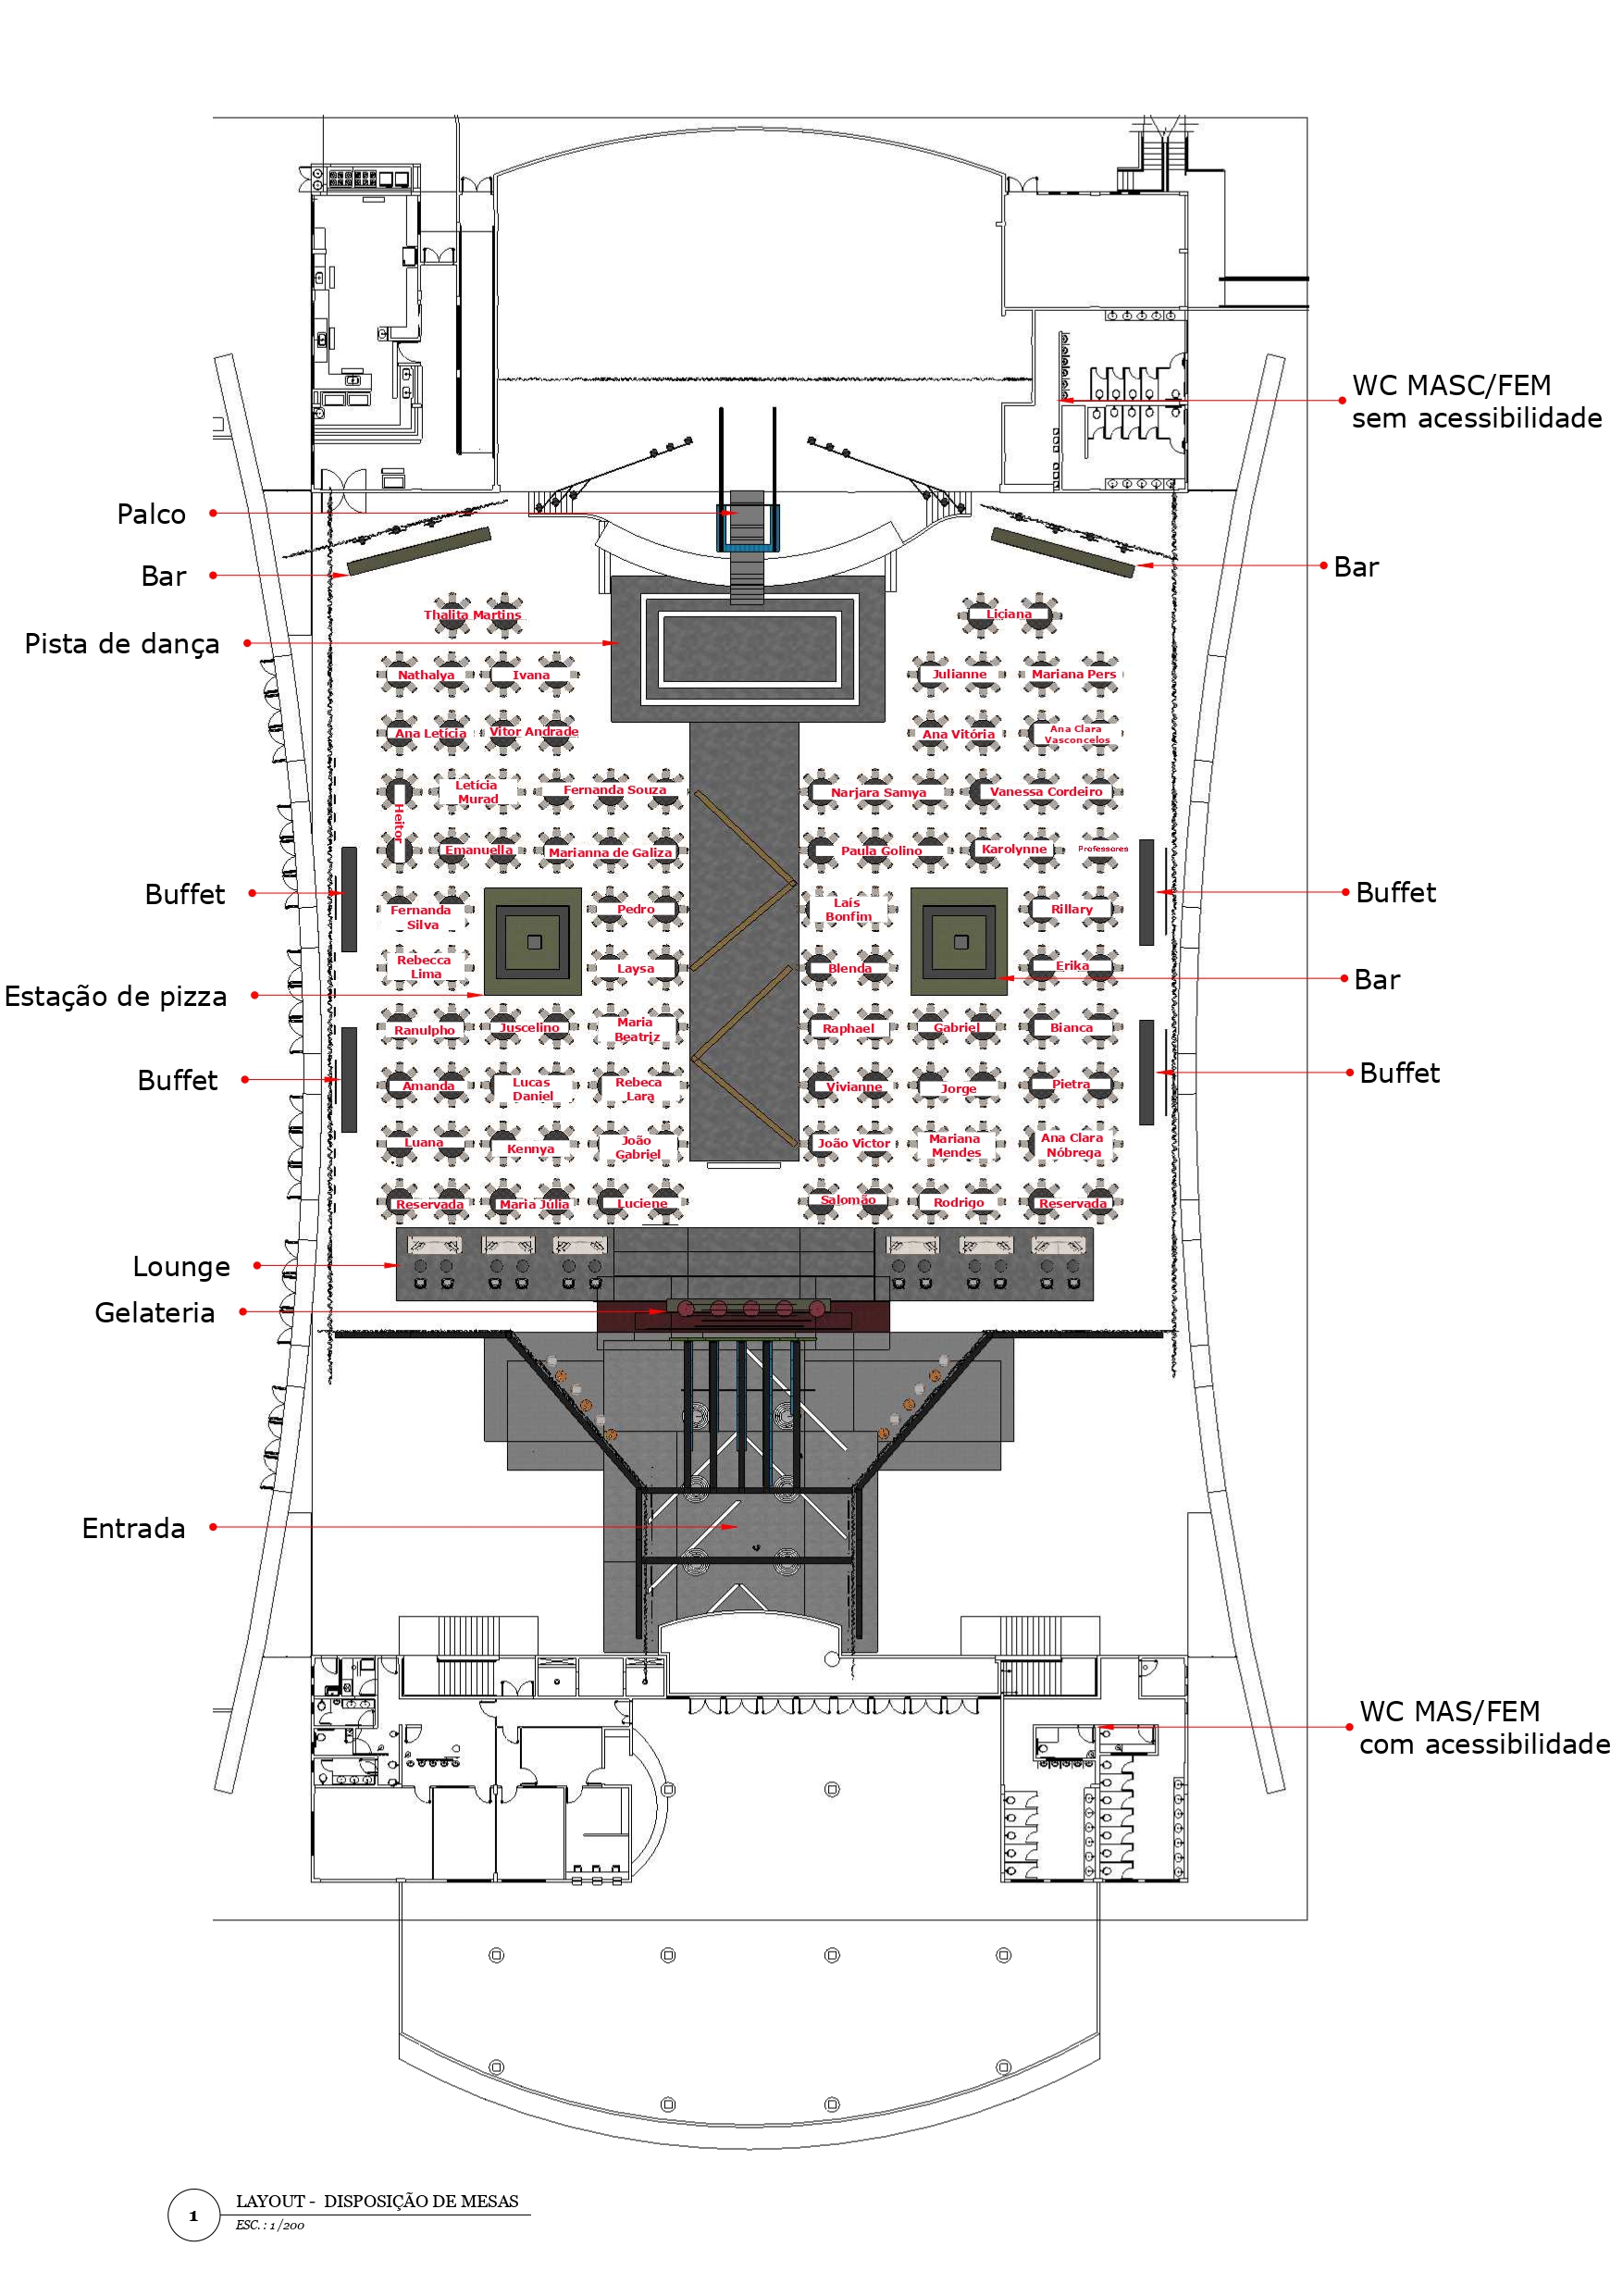 WC MASC/FEM
sem acessibilidade
Palco
Bar
Bar
Pista de dança
Thalita Martins
Liçiana
Nathalya
Ivana
Julianne
Mariana Pers
Ana Letícia
Vitor Andrade
Ana Vitória
Ana Clara
Vasconcelos
Heitor
Letícia
Murad
Fernanda Souza
Narjara Samya
Vanessa Cordeiro
Emanuella
Marianna de Galiza
Paula Golino
Karolynne
Professores
Buffet
Buffet
Fernanda
Silva
Pedro
Laís
Bonfim
Rillary
Rebecca
Lima
Laysa
Blenda
Erika
Estação de pizza
Bar
Ranulpho
Juscelino
Maria
Beatriz
Raphael
Gabriel
Bianca
Buffet
Buffet
Amanda
Lucas
Daniel
Rebeca
Lara
Vivianne
Jorge
Pietra
Luana
Kennya
João
Gabriel
João Victor
Mariana
Mendes
Ana Clara
Nóbrega
Reservada
Maria Júlia
Luciene
Salomão
Rodrigo
Reservada
Lounge
Gelateria
Entrada
WC MAS/FEM
com acessibilidade
1
LAYOUT - DISPOSIÇÃO DE MESAS
ESC. : 1 /200